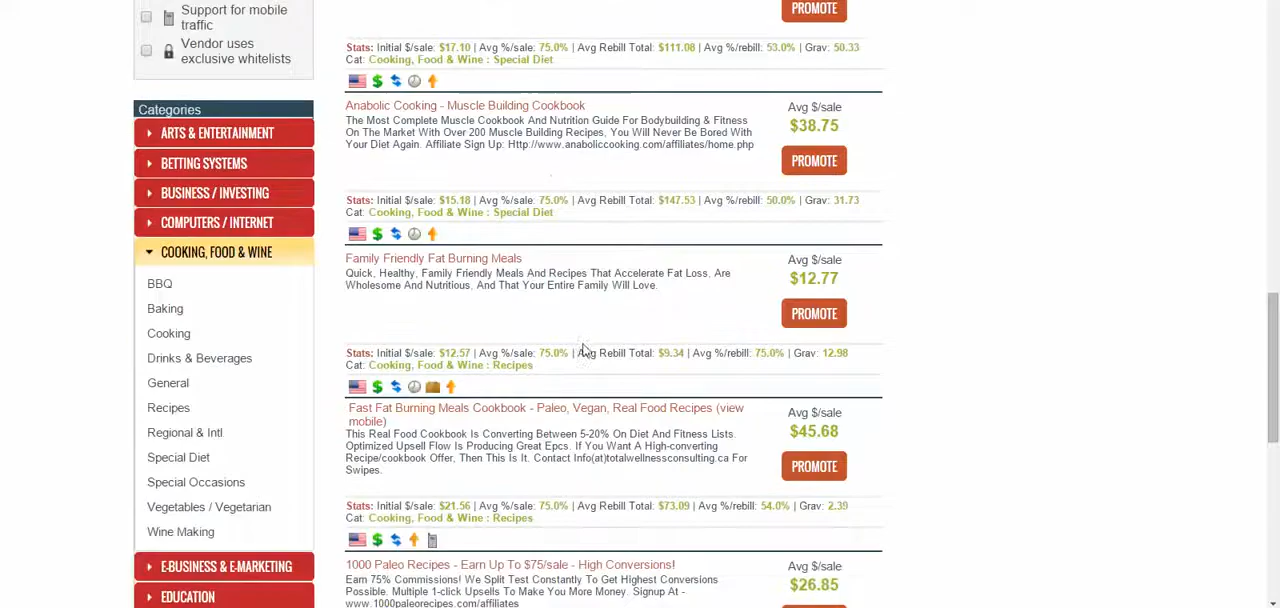 Support for mobile
traffic
Vendor uses
exclusive whitelists
Categories
ARTS & ENTERTAINMENT
BETTING SYSTEMS
BUSINESS / INVESTING
COMPUTERS / INTERNET
COOKING, FOOD & WINE
BBQ
Baking
Cooking
Drinks & Beverages
General
Recipes
Regional & Intl.
Special Diet
Special Occasions
Vegetables / Vegetarian
Wine Making
E-BUSINESS & E-MARKETING
EDUCATION
PROMOTE
Stats: Initial $/sale: $17.10 | Avg %/sale: 75.0% | Avg Rebill Total: $111.08 | Avg %/rebill: 53.0% | Grav: 50.33
Cat: Cooking, Food & Wine : Special Diet
Anabolic Cooking - Muscle Building Cookbook
The Most Complete Muscle Cookbook And Nutrition Guide For Bodybuilding & Fitness
On The Market With Over 200 Muscle Building Recipes, You Will Never Be Bored With
Your Diet Again. Affiliate Sign Up: Http://www.anaboliccooking.com/affiliates/home.php
Avg $/sale
$38.75
PROMOTE
Stats: Initial $/sale: $15.18 | Avg %/sale: 75.0% | Avg Rebill Total: $147.53 | Avg %/rebill: 50.0% | Grav: 31.73
Cat: Cooking, Food & Wine : Special Diet
Family Friendly Fat Burning Meals
Quick, Healthy, Family Friendly Meals And Recipes That Accelerate Fat Loss, Are
Wholesome And Nutritious, And That Your Entire Family Will Love.
Avg $/sale
$12.77
PROMOTE
Stats: Initial $/sale: $12.57 | Avg %/sale: 75.0% | Avg Rebill Total: $9.34 | Avg %/rebill: 75.0% | Grav: 12.98
Cat: Cooking, Food & Wine : Recipes
Fast Fat Burning Meals Cookbook - Paleo, Vegan, Real Food Recipes (view
mobile)
This Real Food Cookbook Is Converting Between 5-20% On Diet And Fitness Lists.
Optimized Upsell Flow Is Producing Great Epcs. If You Want A High-converting
Recipe/cookbook Offer, Then This Is It. Contact Info(at)totalwellnessconsulting.ca For
Swipes.
Avg $/sale
$45.68
PROMOTE
Stats: Initial $/sale: $21.56 | Avg %/sale: 75.0% | Avg Rebill Total: $73.09 | Avg %/rebill: 54.0% | Grav: 2.39
Cat: Cooking, Food & Wine : Recipes
1000 Paleo Recipes - Earn Up To $75/sale - High Conversions!
Earn 75% Commissions! We Split Test Constantly To Get Highest Conversions
Possible. Multiple 1-click Upsells To Make You More Money. Signup At -
www.1000paleorecipes.com/affiliates
Avg $/sale
$26.85